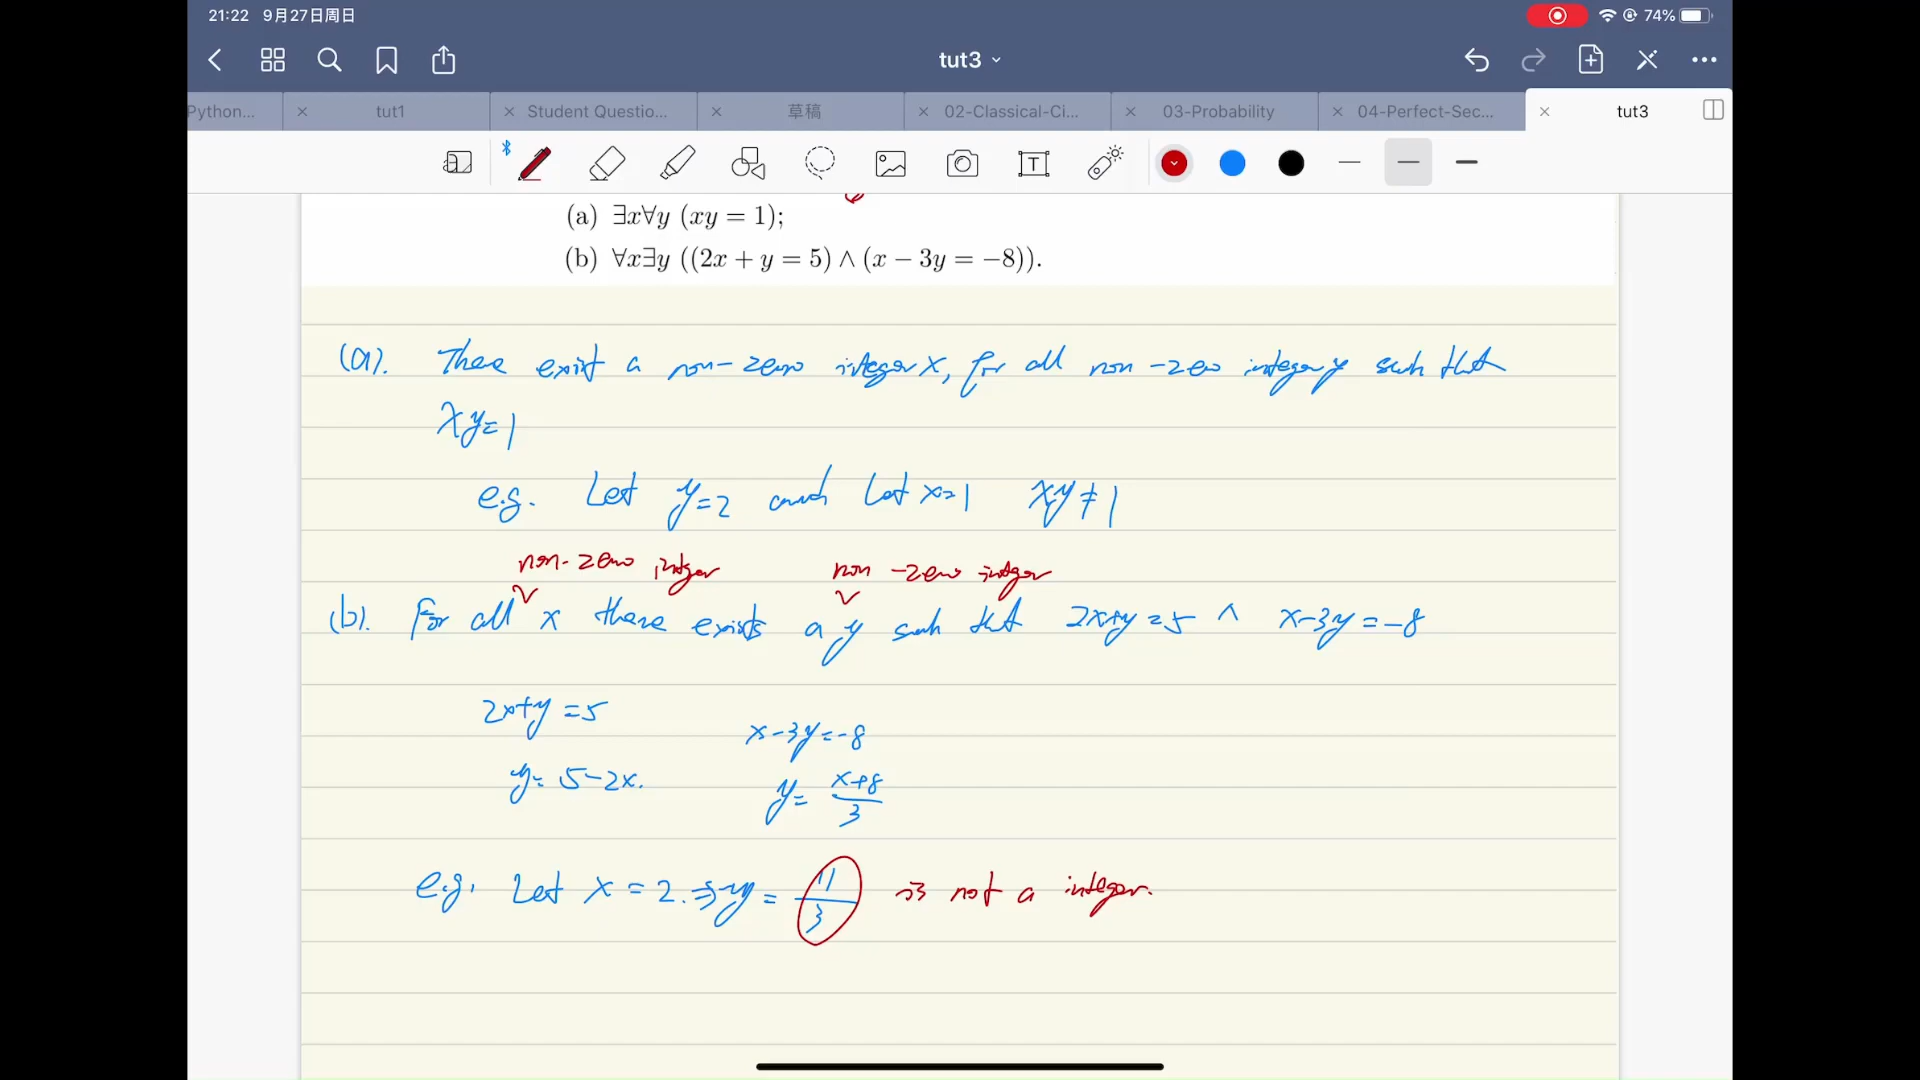 21:22 9月27日周日 74%
tut3
Python... tut1 Student Questio... 草稿 02-Classical-Ci... 03-Probability 04-Perfect-Sec... tut3
(a) ∃x∀y (xy = 1);
(b) ∀x∃y ((2x + y = 5) ∧ (x − 3y = −8)).
(a). There exist a non-zero integer x, for all non-zero integer y such that
xy=1
e.g. Let y=2 and let x=1 xy≠1
non-zero integer non-zero integer
(b). For all x there exists a y such that 2x+y=5 ∧ x-3y=-8
2x+y=5
x-3y=-8
y=5-2x.
y= x+8/3
e.g. Let x=2. ⇒ y= 11/3 is not a integer.